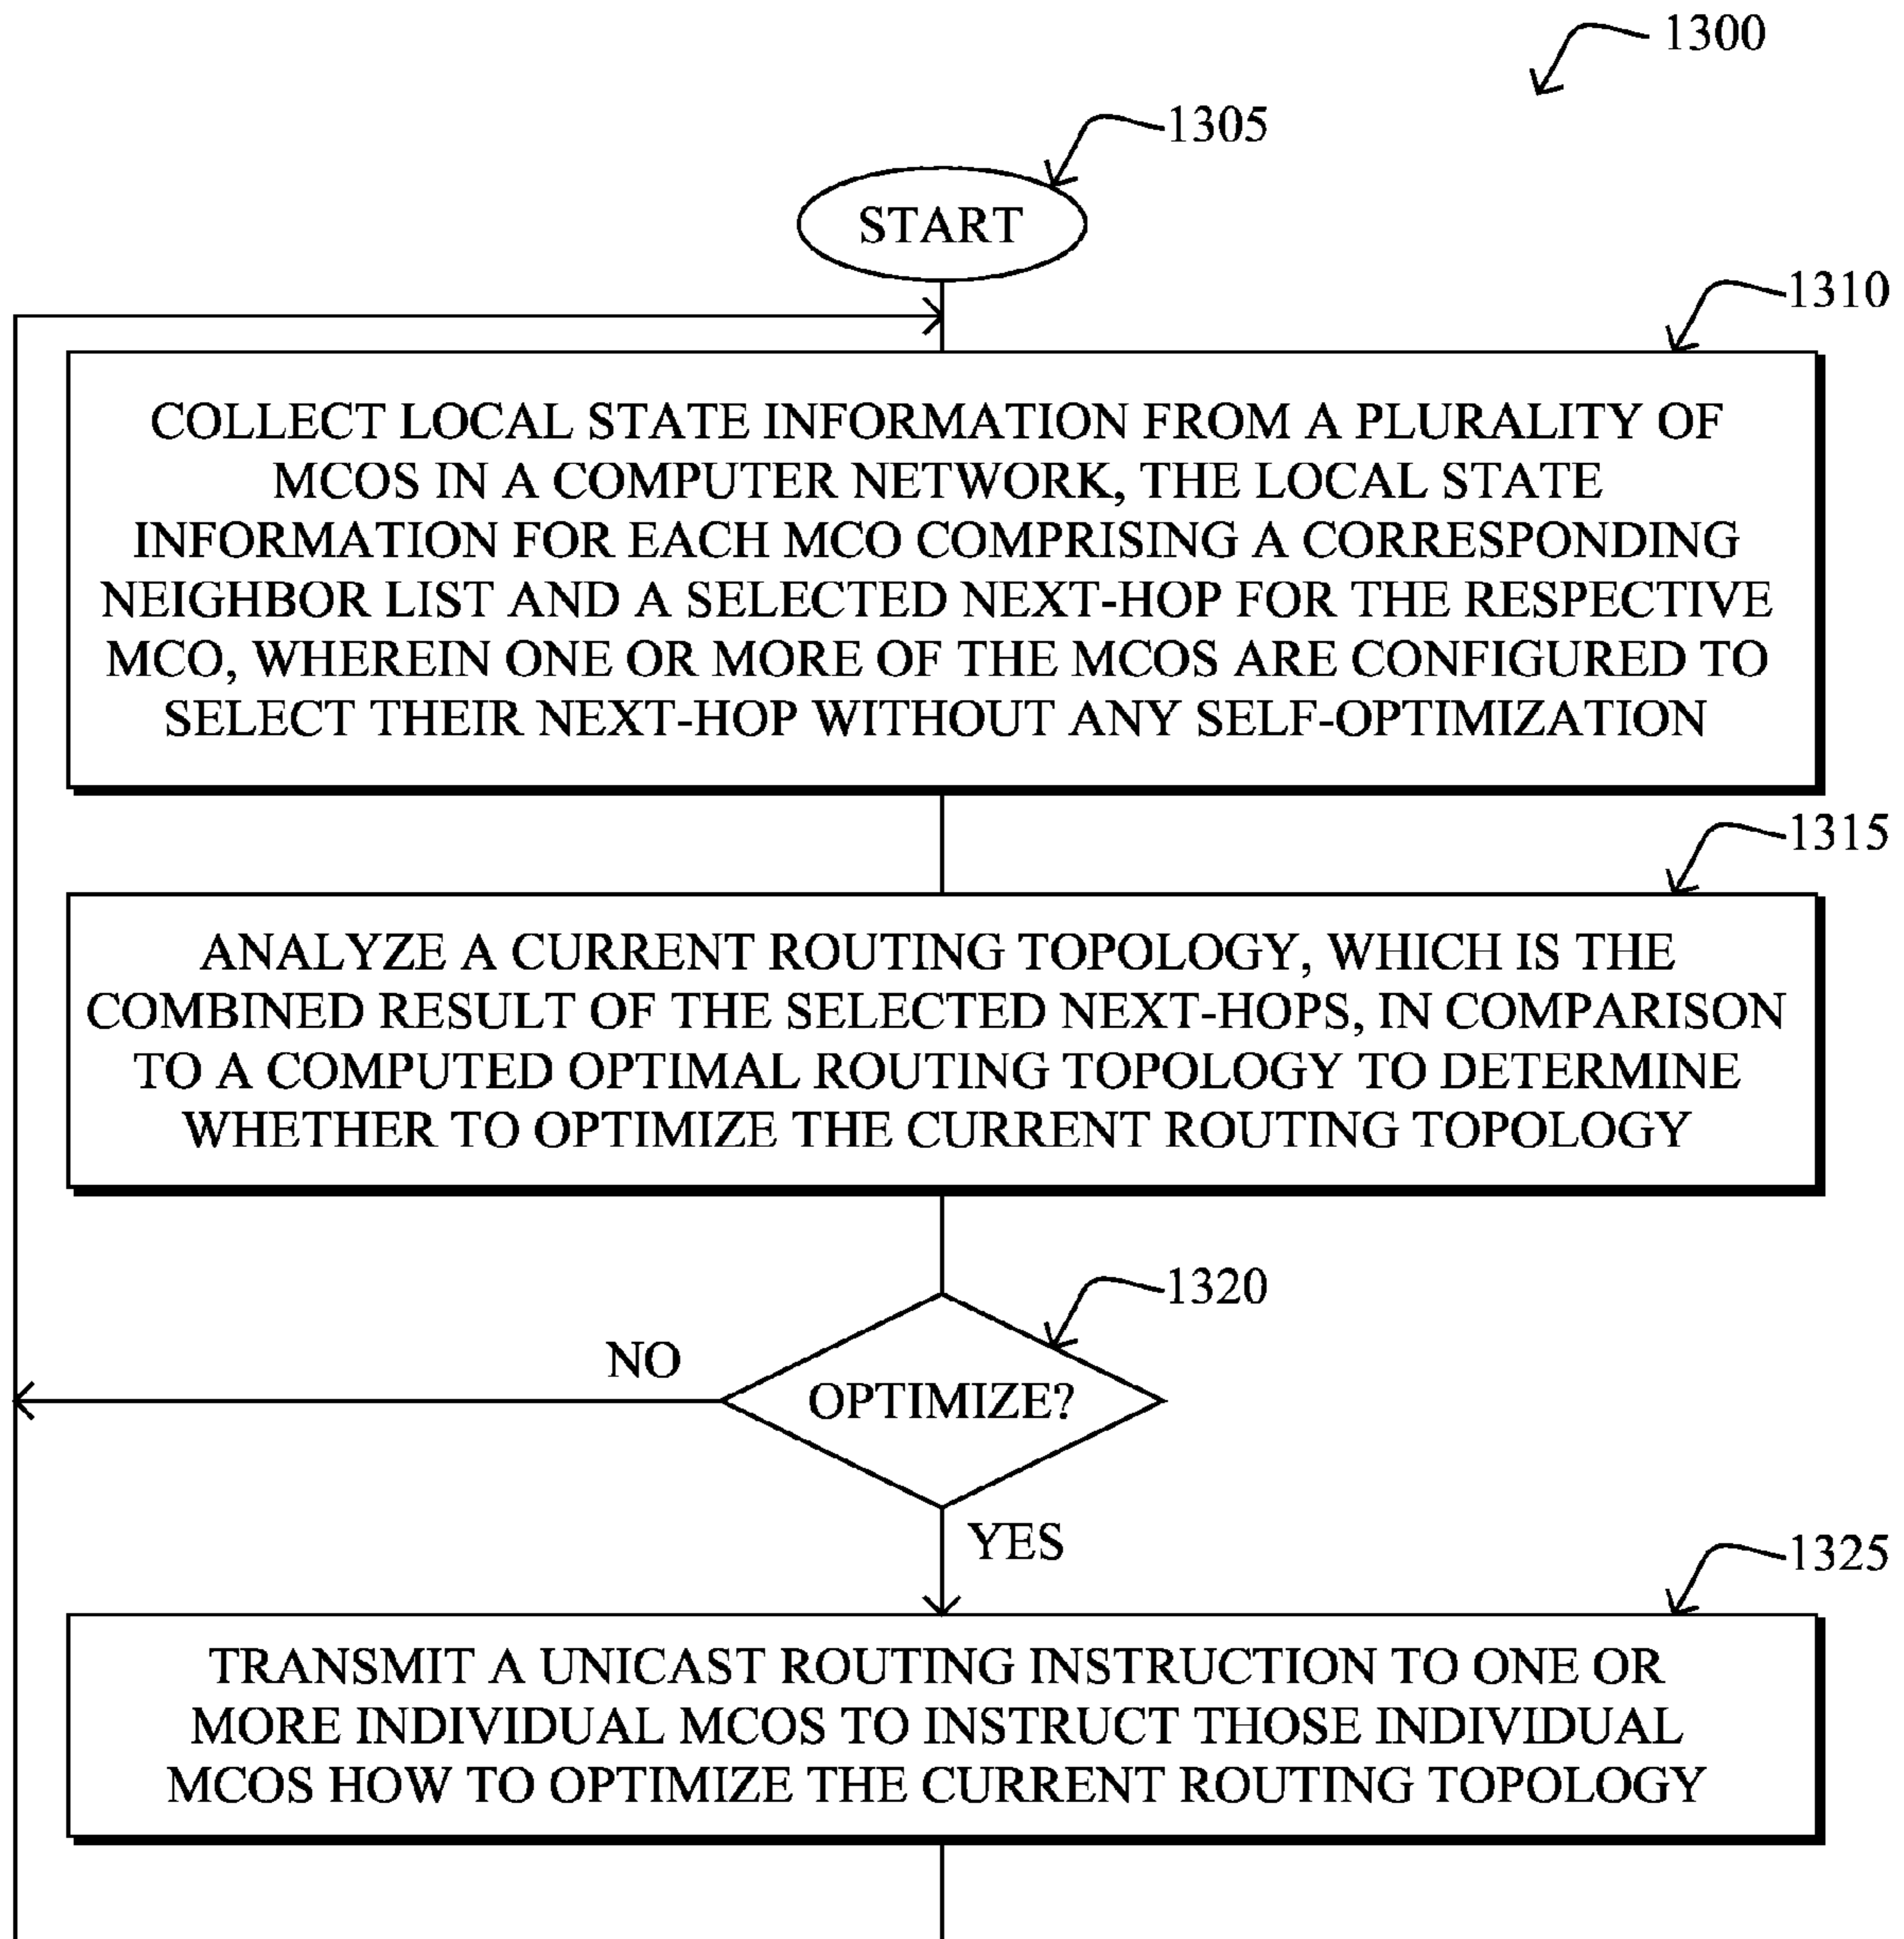 1300
1305
START
1310
COLLECT LOCAL STATE INFORMATION FROM A PLURALITY OF
MCOS IN A COMPUTER NETWORK, THE LOCAL STATE
INFORMATION FOR EACH MCO COMPRISING A CORRESPONDING
NEIGHBOR LIST AND A SELECTED NEXT-HOP FOR THE RESPECTIVE
MCO, WHEREIN ONE OR MORE OF THE MCOS ARE CONFIGURED TO
SELECT THEIR NEXT-HOP WITHOUT ANY SELF-OPTIMIZATION
1315
ANALYZE A CURRENT ROUTING TOPOLOGY, WHICH IS THE
COMBINED RESULT OF THE SELECTED NEXT-HOPS, IN COMPARISON
TO A COMPUTED OPTIMAL ROUTING TOPOLOGY TO DETERMINE
WHETHER TO OPTIMIZE THE CURRENT ROUTING TOPOLOGY
1320
NO
OPTIMIZE?
YES
1325
TRANSMIT A UNICAST ROUTING INSTRUCTION TO ONE OR
MORE INDIVIDUAL MCOS TO INSTRUCT THOSE INDIVIDUAL
MCOS HOW TO OPTIMIZE THE CURRENT ROUTING TOPOLOGY